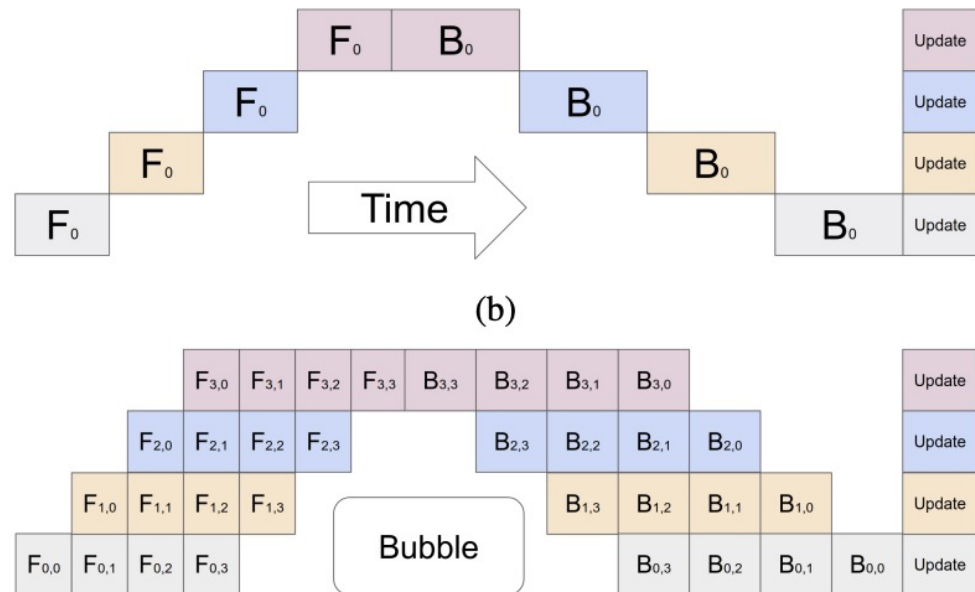 F0 B0 Update
F0 B0 Update
F0 B0 Update
Time
F0 B0 Update
(b)
F3,0 F3,1 F3,2 F3,3 B3,3 B3,2 B3,1 B3,0 Update
F2,0 F2,1 F2,2 F2,3 B2,3 B2,2 B2,1 B2,0 Update
F1,0 F1,1 F1,2 F1,3 B1,3 B1,2 B1,1 B1,0 Update
Bubble
F0,0 F0,1 F0,2 F0,3 B0,3 B0,2 B0,1 B0,0 Update